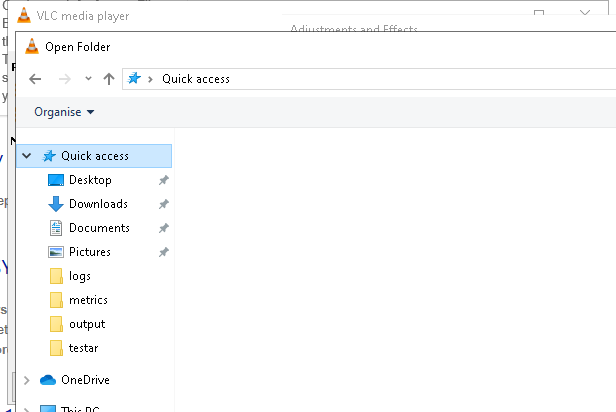 VLC media player
Adjustments and Effects
Open Folder
Quick access
Organise
Quick access
Desktop
Downloads
Documents
Pictures
logs
metrics
output
testar
OneDrive
This PC